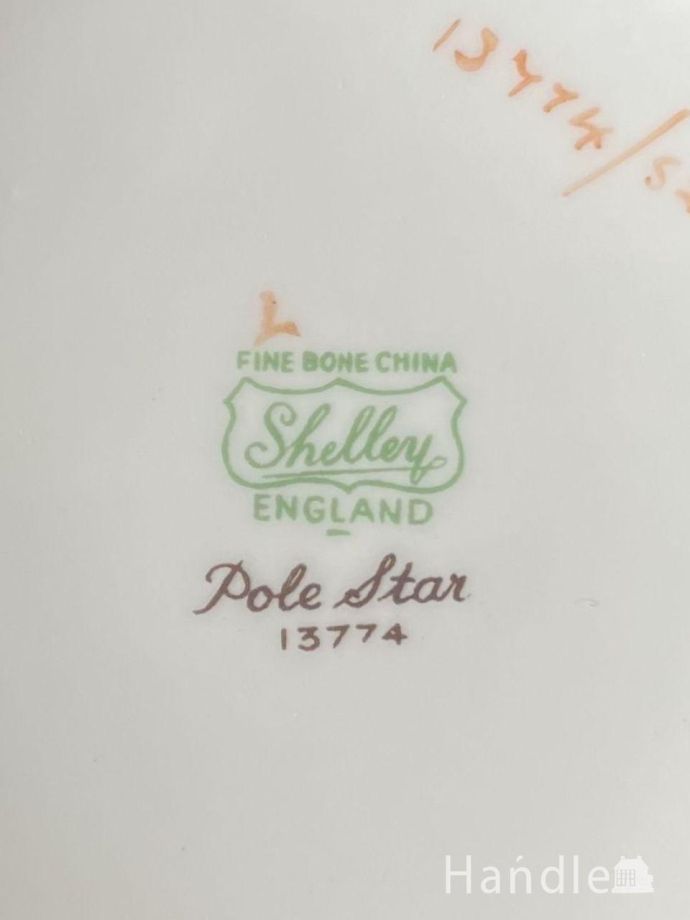 13774/S
L
FINE BONE CHINA
Shelley
ENGLAND
Pole Star
13774
Handle